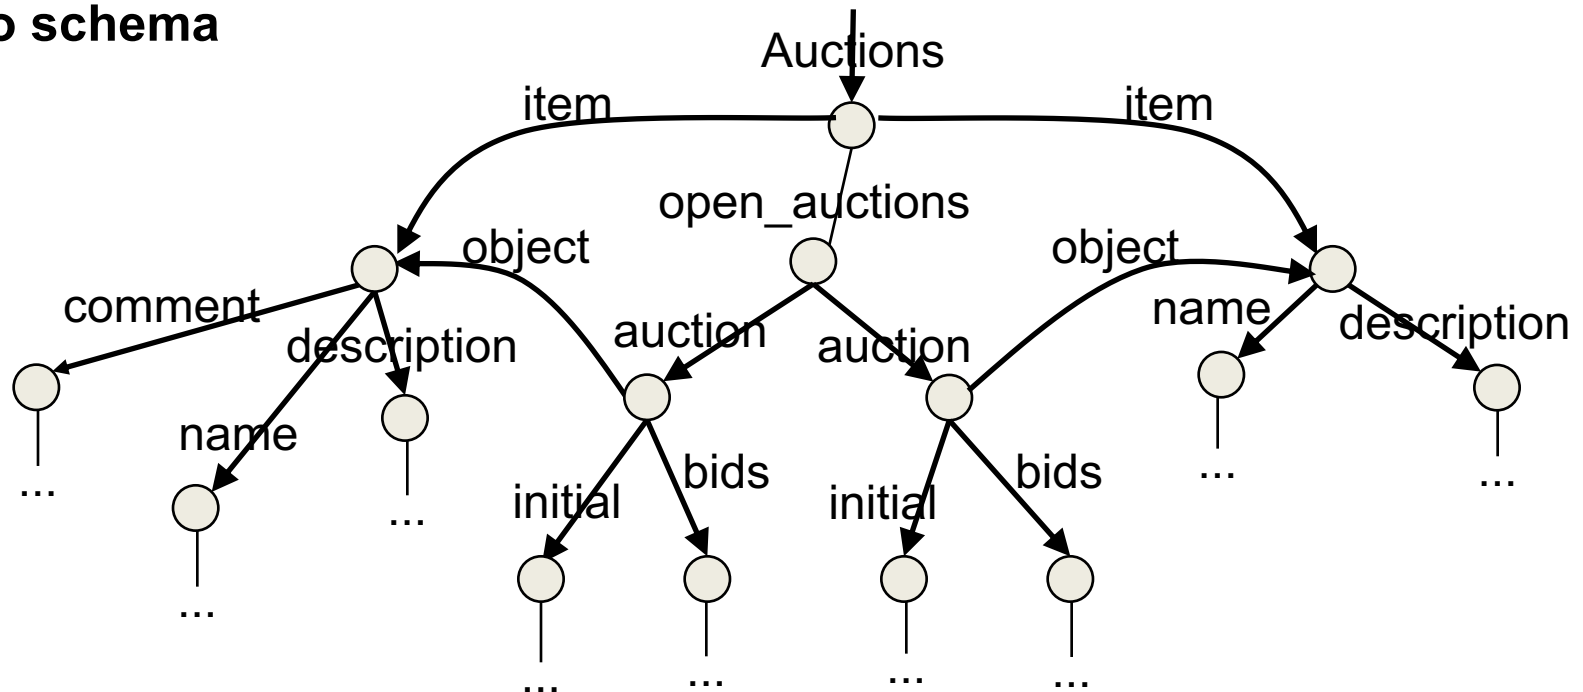 o schema
Auctions
item
item
open_auctions
object
object
comment
name
description
description
auction
auction
name
initial
bids
initial
bids
...
...
...
...
...
...
...
...
...